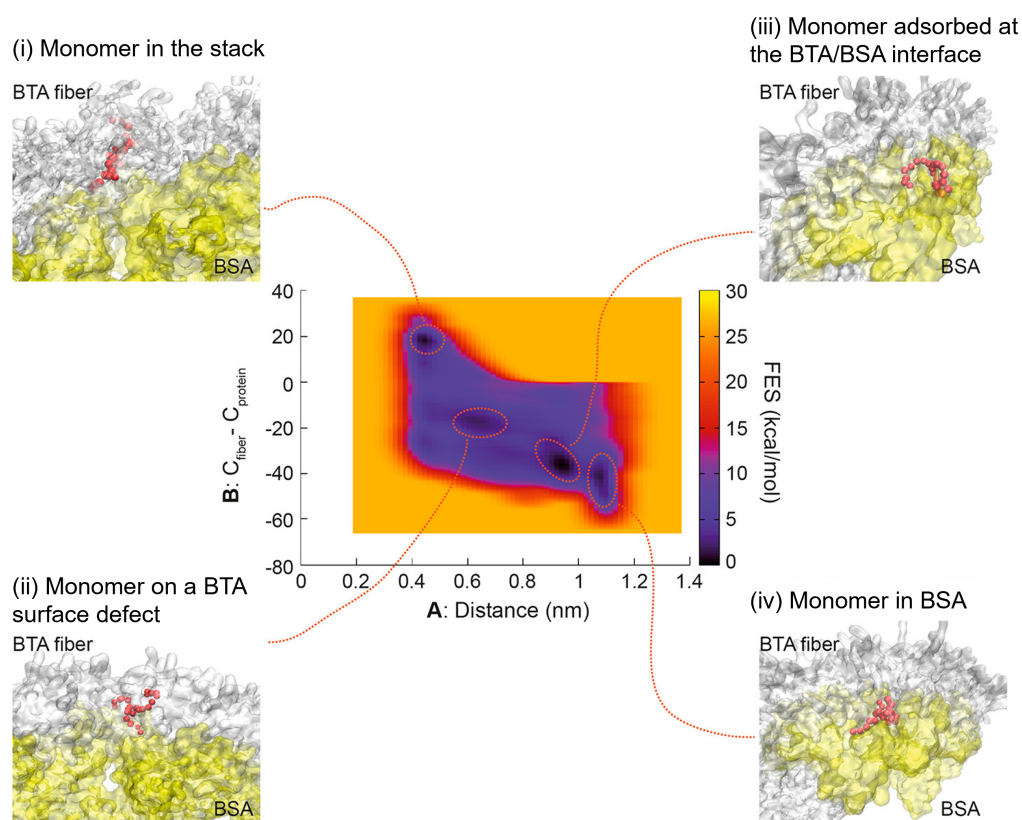 (i) Monomer in the stack
BTA fiber
BSA
(iii) Monomer adsorbed at
the BTA/BSA interface
BTA fiber
BSA
40
20
0
-20
-40
-60
-80
B: Cfiber- Cprotein
0
0.2
0.4
0.6
0.8
1
1.2
1.4
A: Distance (nm)
30
25
20
15
10
5
0
FES (kcal/mol)
(ii) Monomer on a BTA
surface defect
BTA fiber
BSA
(iv) Monomer in BSA
BTA fiber
BSA